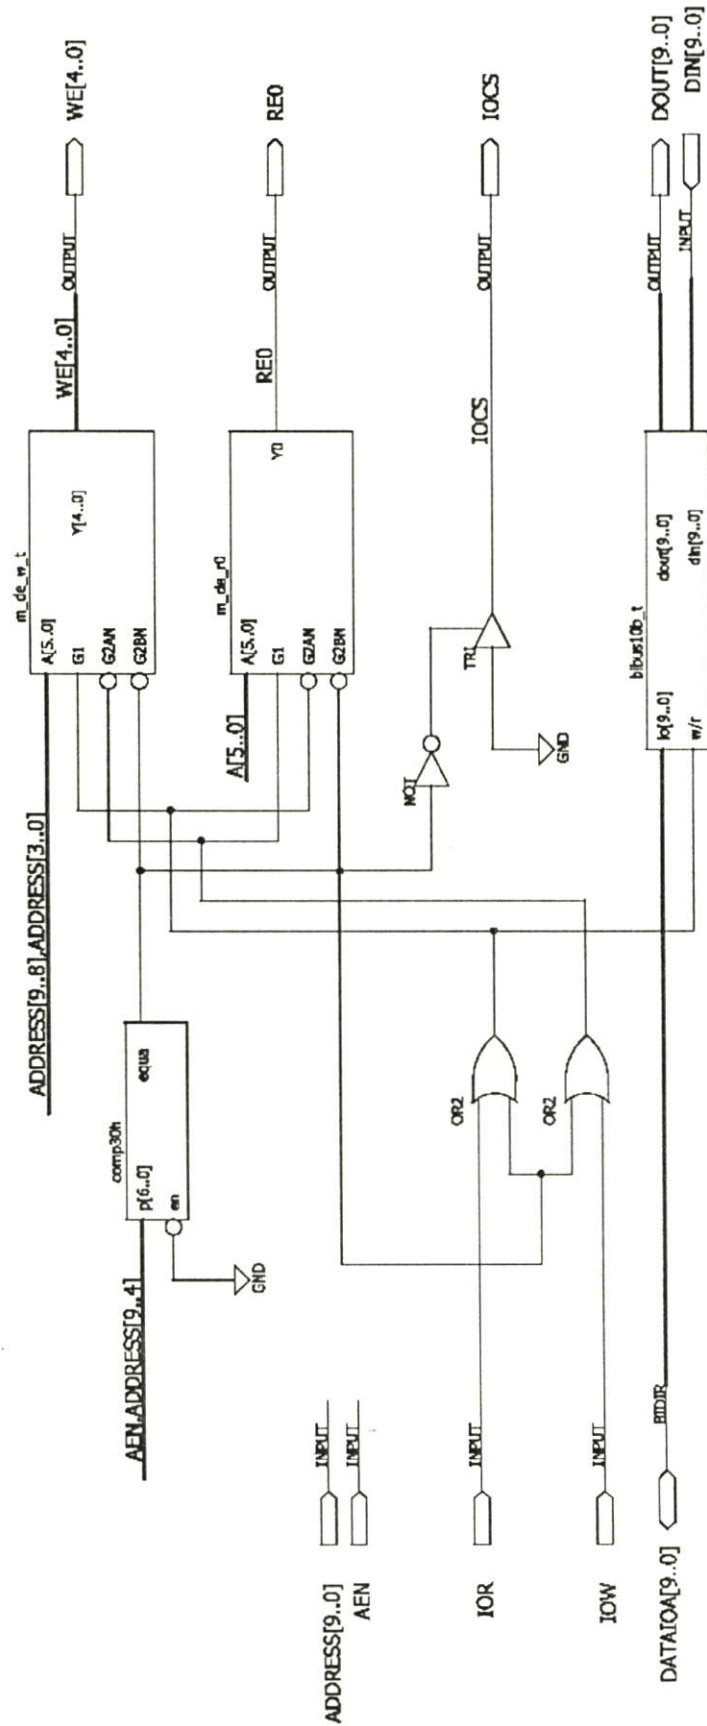 ADDRESS[9..8],ADDRESS[3..0]
m_de_w_t
A[5..0]
G1
G2AN
G2BN
Y[4..0]
WE[4..0]
OUTPUT
WE[4..0]
AEN,ADDRESS[9..4]
comp30h
p[6..0]
en
equa
GND
A[5..0]
m_de_r0
A[5..0]
G1
G2AN
G2BN
Y0
RE0
OUTPUT
RE0
ADDRESS[9..0]
INPUT
AEN
INPUT
NOT
TRI
GND
IOCS
OUTPUT
IOCS
IOR
INPUT
OR2
IOW
INPUT
OR2
DATAIOA[9..0]
BIDIR
bibus10b_t
io[9..0]
w/r
dout[9..0]
din[9..0]
OUTPUT
DOUT[9..0]
INPUT
DIN[9..0]